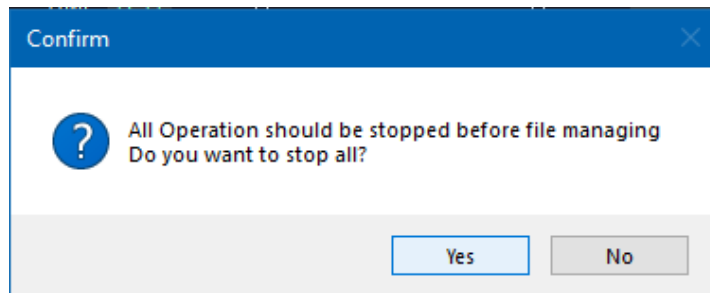 Confirm
All Operation should be stopped before file managing
Do you want to stop all?
Yes
No